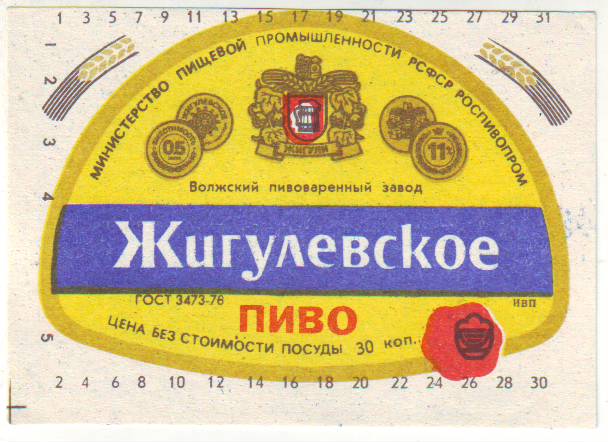 1 3 5 7 9 11 13 15 17 19 21 23 25 27 29 31
МИНИСТЕРСТВО ПИЩЕВОЙ ПРОМЫШЛЕННОСТИ РСФСР РОСПИВОПРОМ
ЖИГУЛЕВСКОЕ
0,5
ЖИГУЛИ
11%
Волжский пивоваренный завод
Жигулевское
ГОСТ 3473-78
ИВП
ПИВО
ЦЕНА БЕЗ СТОИМОСТИ ПОСУДЫ 30 коп.
1
2
3
4
5
2 4 6 8 10 12 14 16 18 20 22 24 26 28 29 30